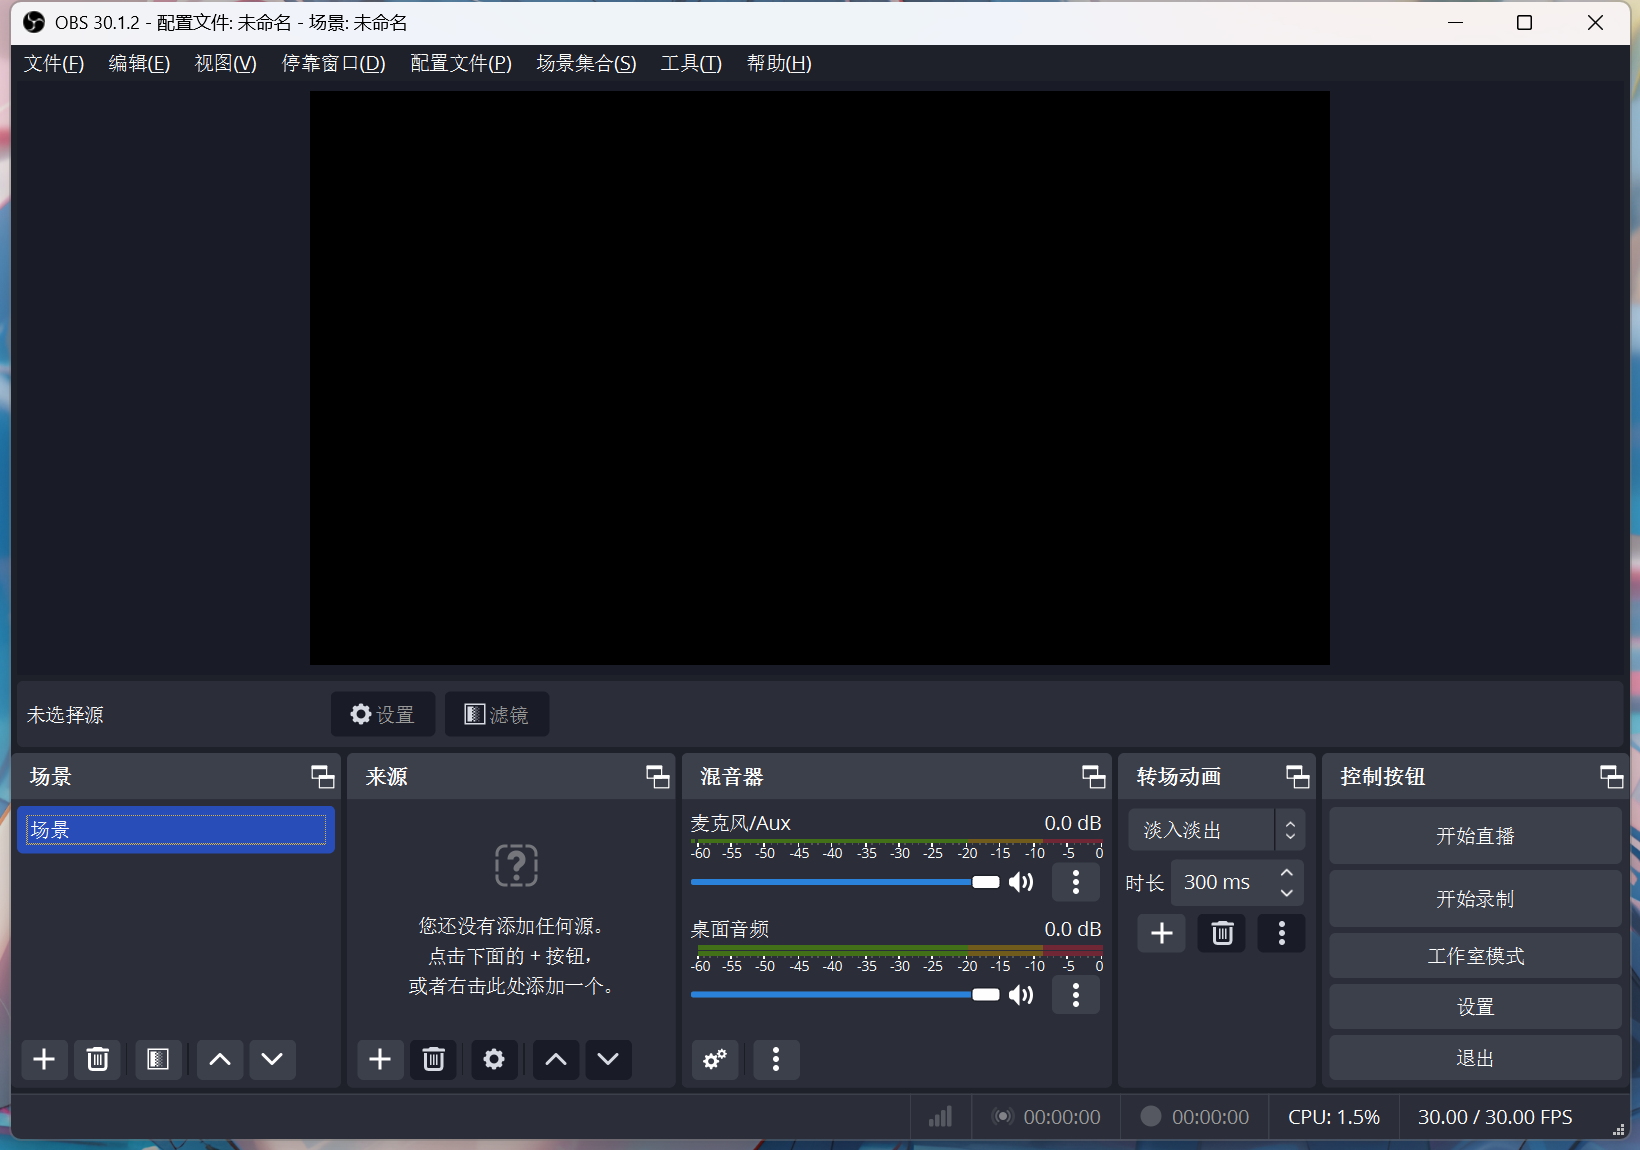 OBS 30.1.2 - 配置文件: 未命名 - 场景: 未命名
文件(F) 编辑(E) 视图(V) 停靠窗口(D) 配置文件(P) 场景集合(S) 工具(T) 帮助(H)
未选择源 设置 滤镜
场景
场景
来源
您还没有添加任何源。
点击下面的 + 按钮，
或者右击此处添加一个。
混音器
麦克风/Aux 0.0 dB
-60 -55 -50 -45 -40 -35 -30 -25 -20 -15 -10 -5 0
桌面音频 0.0 dB
-60 -55 -50 -45 -40 -35 -30 -25 -20 -15 -10 -5 0
转场动画
淡入淡出
时长 300 ms
控制按钮
开始直播
开始录制
工作室模式
设置
退出
00:00:00 00:00:00 CPU: 1.5% 30.00 / 30.00 FPS